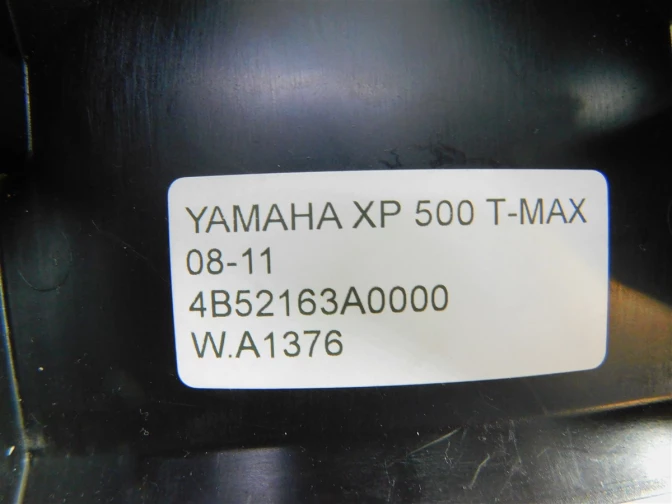 YAMAHA XP 500 T-MAX
08-11
4B52163A0000
W.A1376